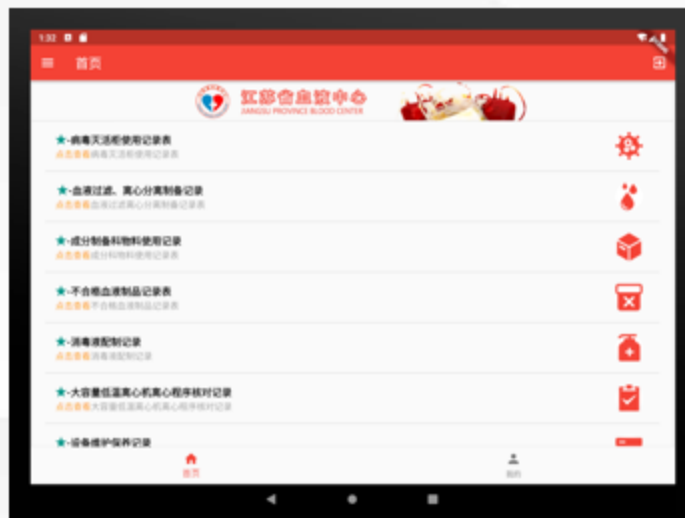 1:32
首页
江苏省血液中心
JIANGSU PROVINCE BLOOD CENTER
★-病毒灭活柜使用记录表
点击查看病毒灭活柜使用记录表
★-血液过滤、离心分离制备记录
点击查看血液过滤离心分离制备记录表
★-成分制备科物料使用记录
点击查看成分科物料使用记录表
★-不合格血液制品记录表
点击查看不合格血液制品记录表
★-消毒液配制记录
点击查看消毒液配制记录
★-大容量低温离心机离心程序核对记录
点击查看大容量低温离心机离心程序核对记录
★-设备维护保养记录
首页
我的